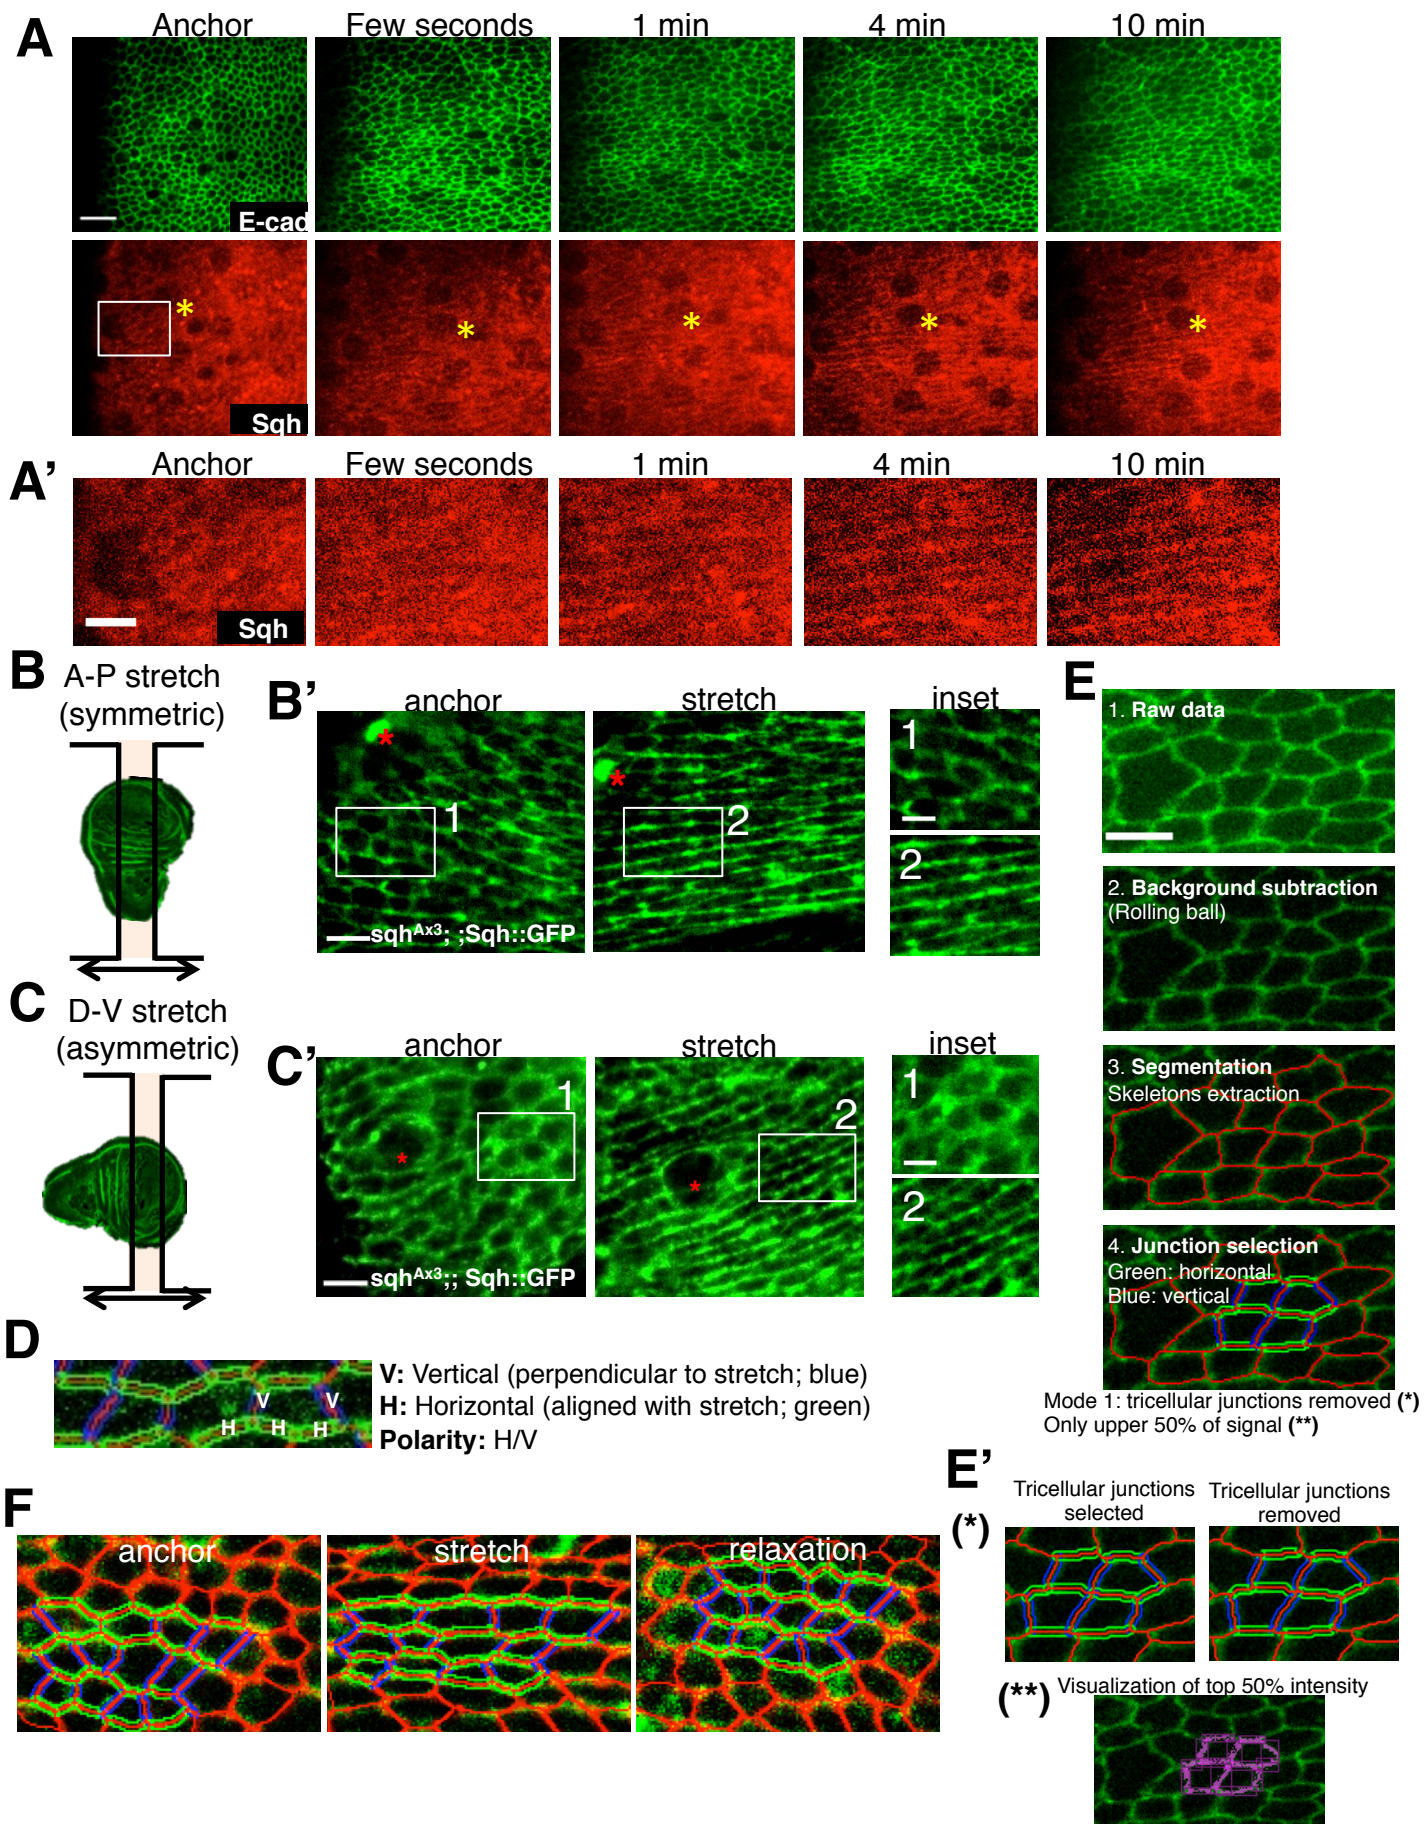 A
Anchor
Few seconds
1 min
4 min
10 min
E-cad
*
*
*
*
*
Sqh
A'
Anchor
Few seconds
1 min
4 min
10 min
Sqh
B
A-P stretch
(symmetric)
B'
anchor
stretch
inset
*
1
sqhAx3; ;Sqh::GFP
*
2
1
2
C
D-V stretch
(asymmetric)
C'
anchor
stretch
inset
1
*
sqhAx3;; Sqh::GFP
2
*
1
2
D
V
V
H
H
H
V: Vertical (perpendicular to stretch; blue)
H: Horizontal (aligned with stretch; green)
Polarity: H/V
E
1. Raw data
2. Background subtraction
(Rolling ball)
3. Segmentation
Skeletons extraction
4. Junction selection
Green: horizontal
Blue: vertical
Mode 1: tricellular junctions removed (*)
Only upper 50% of signal (**)
E'
Tricellular junctions
selected
Tricellular junctions
removed
(*)
(**)
Visualization of top 50% intensity
F
anchor
stretch
relaxation